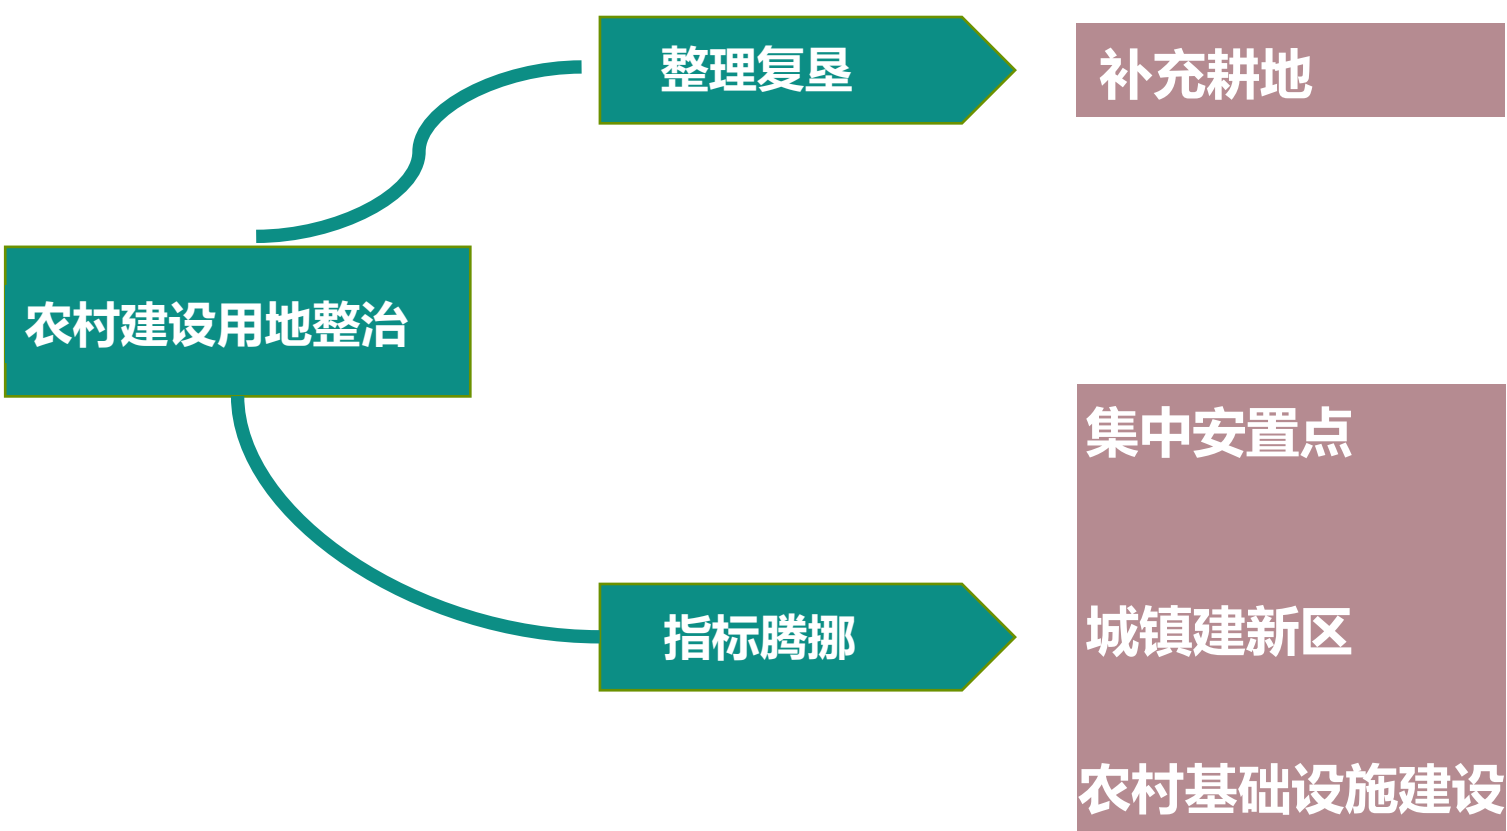 整理复垦
补充耕地
农村建设用地整治
集中安置点
城镇建新区
指标腾挪
农村基础设施建设